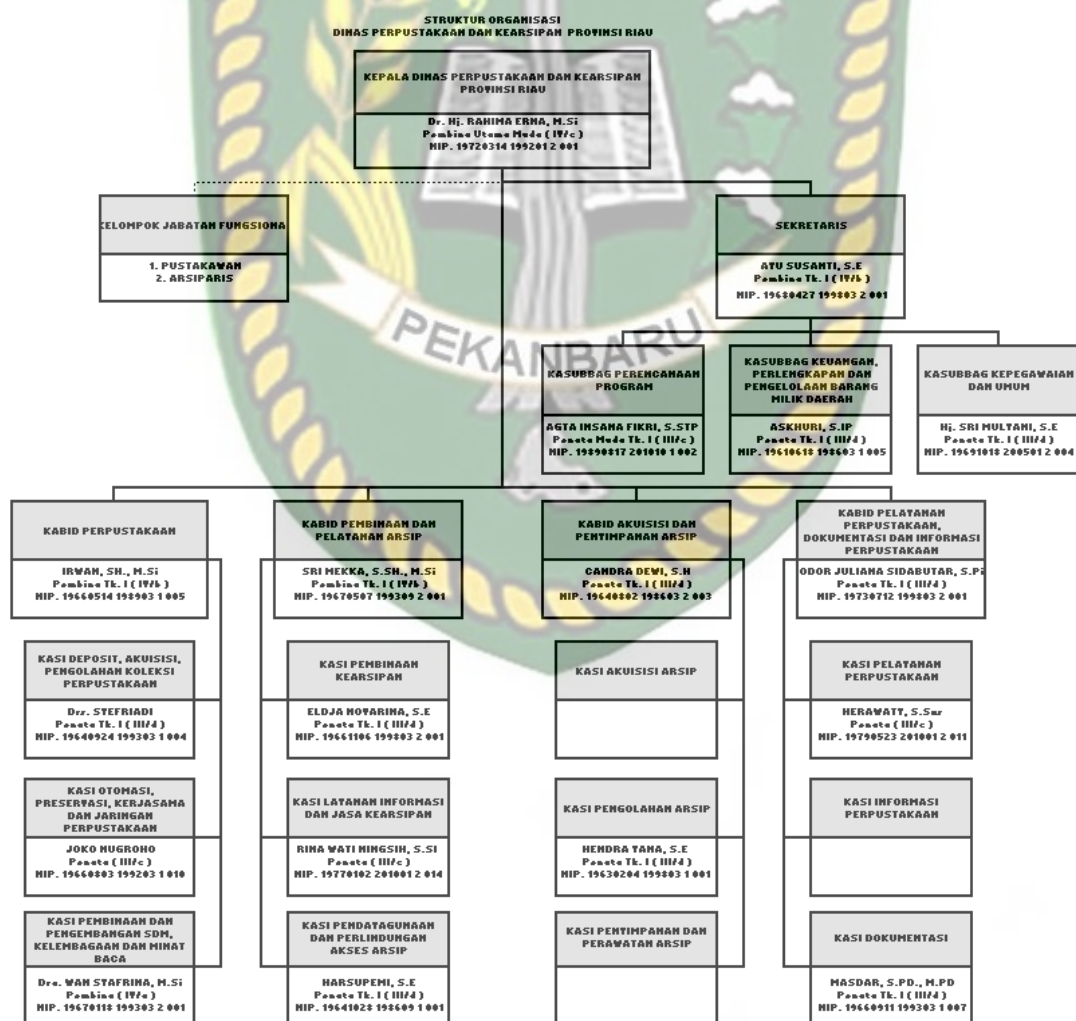 STRUKTUR ORGANISASI
DINAS PERPUSTAKAAN DAN KEARSIPAN PROVINSI RIAU
KEPALA DINAS PERPUSTAKAAN DAN KEARSIPAN
PROVINSI RIAU
Dr. Hj. RAHIMA ERNA, M.Si
Pembina Utama Muda ( IV/c )
NIP. 19720314 199201 2 001
KELOMPOK JABATAN FUNGSIONA
1. PUSTAKAWAN
2. ARSIPARIS
SEKRETARIS
AYU SUSANTI, S.E
Pembina Tk. I ( IV/b )
NIP. 19680427 199803 2 001
PEKANBARU
KASUBBAG PERENCANAAN
PROGRAM
AGTA INSANA FIKRI, S.STP
Penata Muda Tk. I ( III/c )
NIP. 19890817 201010 1 002
KASUBBAG KEUANGAN,
PERLENGKAPAN DAN
PENGELOLAAN BARANG
MILIK DAERAH
ASKHURI, S.IP
Penata Tk. I ( III/d )
NIP. 19610618 198603 1 005
KASUBBAG KEPEGAWAIAN
DAN UMUM
Hj. SRI MULYANI, S.E
Penata Tk. I ( III/d )
NIP. 19691018 200501 2 004
KABID PERPUSTAKAAN
IRWAN, SH., M.Si
Pembina Tk. I ( IV/b )
NIP. 19660514 198903 1 005
KABID PEMBINAAN DAN
PELAYANAN ARSIP
SRI MEKKA, S.SH., M.Si
Pembina Tk. I ( IV/b )
NIP. 19670507 199309 2 001
KABID AKUISISI DAN
PENYIMPANAN ARSIP
CANDRA DEWI, S.H
Penata Tk. I ( III/d )
NIP. 19640802 198603 2 003
KABID PELAYANAN
PERPUSTAKAAN,
DOKUMENTASI DAN INFORMASI
PERPUSTAKAAN
ODOR JULIANA SIDABUTAR, S.Pi
Penata Tk. I ( III/d )
NIP. 19730712 199803 2 001
KASI DEPOSIT, AKUISISI,
PENGOLAHAN KOLEKSI
PERPUSTAKAAN
Drs. STEFRIADI
Penata Tk. I ( III/d )
NIP. 19640924 199303 1 004
KASI PEMBINAAN
KEARSIPAN
ELDJA NOVARINA, S.E
Penata Tk. I ( III/d )
NIP. 19661106 199803 2 001
KASI AKUISISI ARSIP
KASI PELAYANAN
PERPUSTAKAAN
HERAWATY, S.Sos
Penata ( III/c )
NIP. 19790523 201001 2 011
KASI OTOMASI,
PRESERVASI, KERJASAMA
DAN JARINGAN
PERPUSTAKAAN
JOKO NUGROHO
Penata ( III/c )
NIP. 19660803 199203 1 010
KASI LAYANAN INFORMASI
DAN JASA KEARSIPAN
RINA WATI NINGSIH, S.SI
Penata ( III/c )
NIP. 19770102 201001 2 014
KASI PENGOLAHAN ARSIP
HENDRA YANA, S.E
Penata Tk. I ( III/d )
NIP. 19630204 199803 1 001
KASI INFORMASI
PERPUSTAKAAN
KASI PEMBINAAN DAN
PENGEMBANGAN SDM,
KELEMBAGAAN DAN MINAT
BACA
Dra. WAN SYAFRINA, M.Si
Pembina ( IV/a )
NIP. 19670118 199303 2 001
KASI PENDAYAGUNAAN
DAN PERLINDUNGAN
AKSES ARSIP
HARSUPENI, S.E
Penata Tk. I ( III/d )
NIP. 19641028 198609 1 001
KASI PENYIMPANAN DAN
PERAWATAN ARSIP
KASI DOKUMENTASI
MASDAR, S.PD., M.PD
Penata Tk. I ( III/d )
NIP. 19660911 199303 1 007